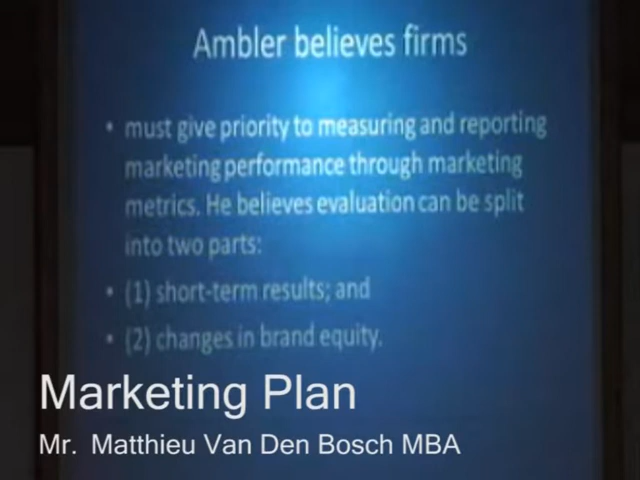 Ambler believes firms
• must give priority to measuring and reporting
marketing performance through marketing
metrics. He believes evaluation can be split
into two parts:
• (1) short-term results; and
• (2) changes in brand equity.
Marketing Plan
Mr. Matthieu Van Den Bosch MBA